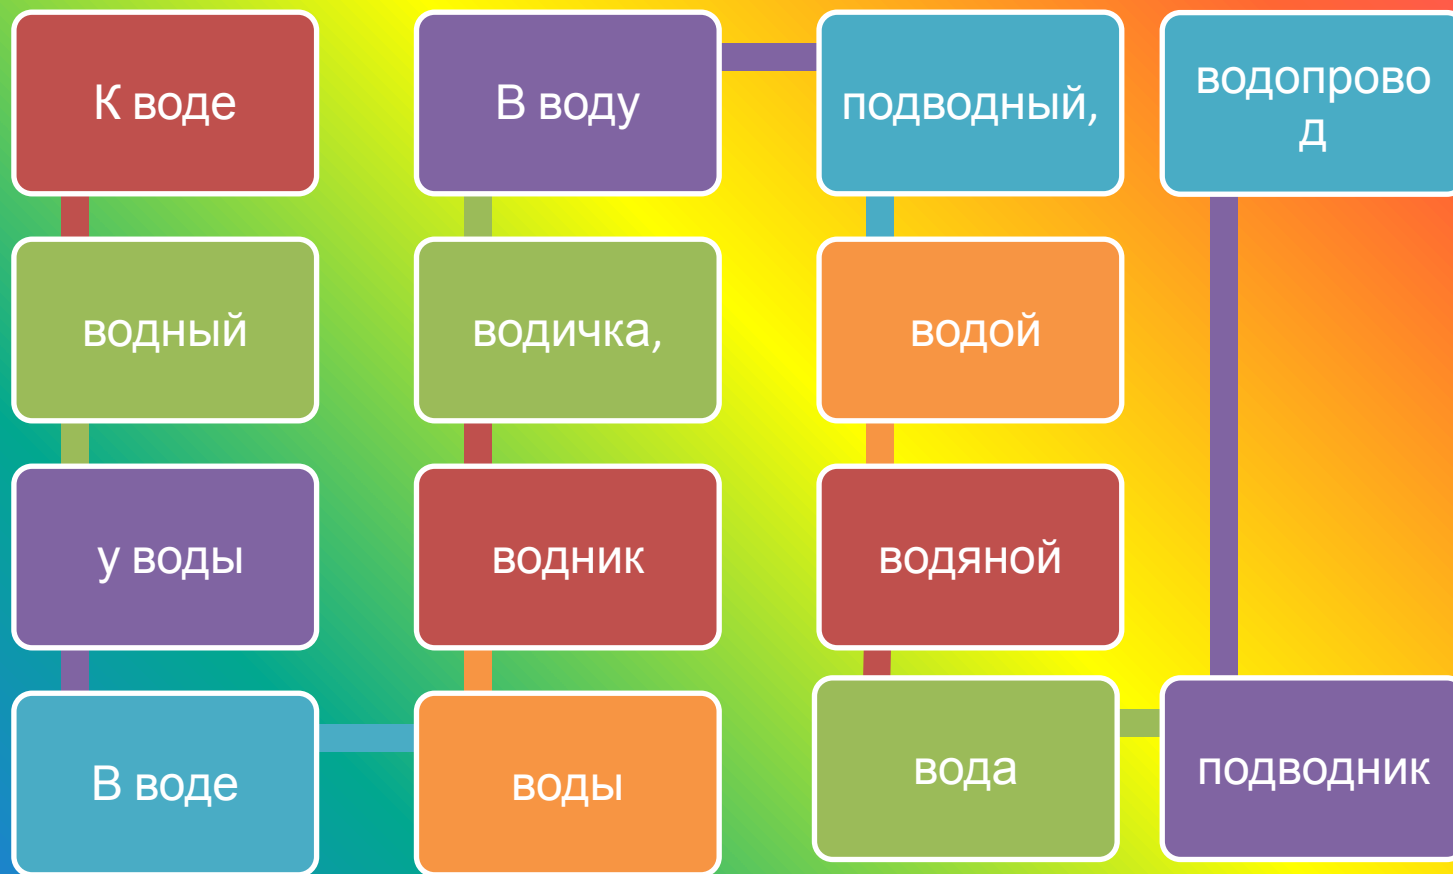 К воде
водный
у воды
В воде
воды
водник
водичка,
В воду
подводный,
водой
водяной
вода
подводник
водопрово
д